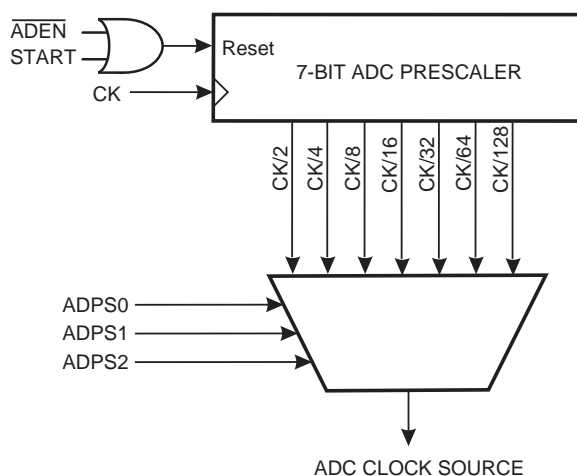 ADEN
START
Reset
7-BIT ADC PRESCALER
CK
CK/2
CK/4
CK/8
CK/16
CK/32
CK/64
CK/128
ADPS0
ADPS1
ADPS2
ADC CLOCK SOURCE